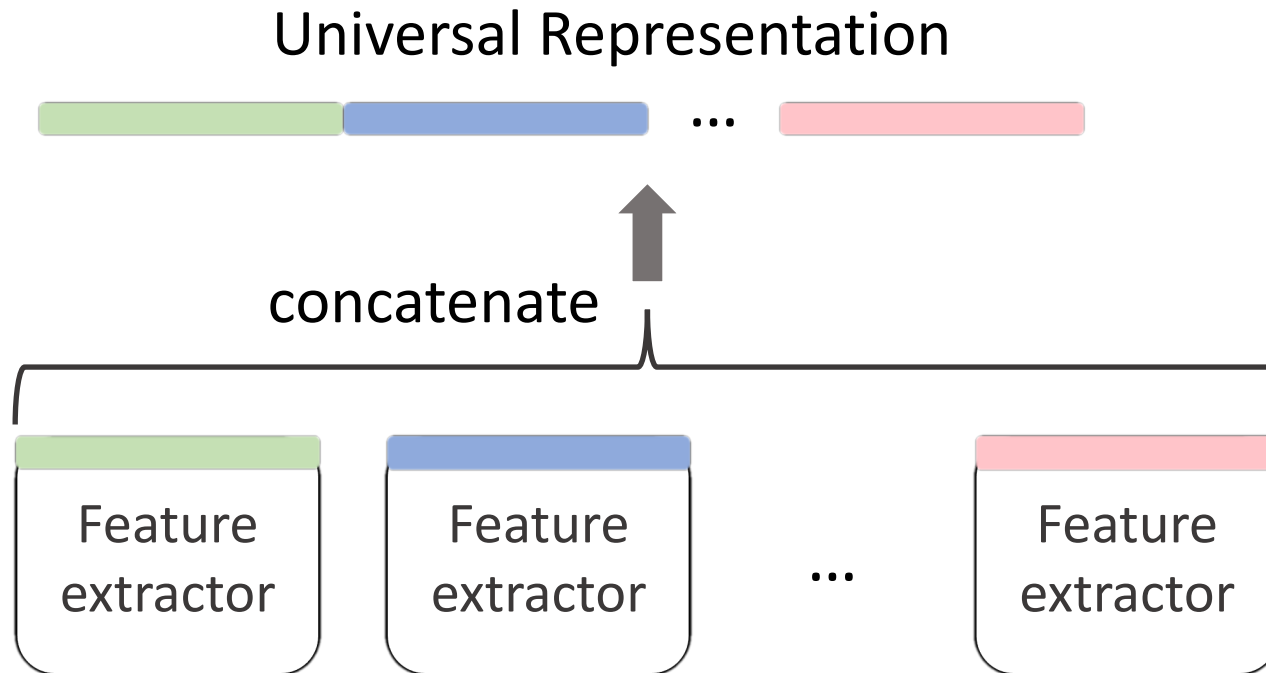 Universal Representation
...
concatenate
Feature
extractor
Feature
extractor
...
Feature
extractor